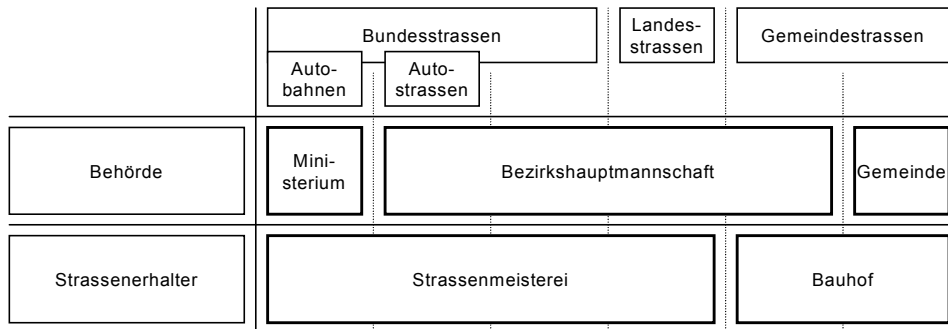 Bundesstrassen
Landes-
strassen
Gemeindestrassen
Auto-
bahnen
Auto-
strassen
Behörde
Mini-
sterium
Bezirkshauptmannschaft
Gemeinde
Strassenerhalter
Strassenmeisterei
Bauhof